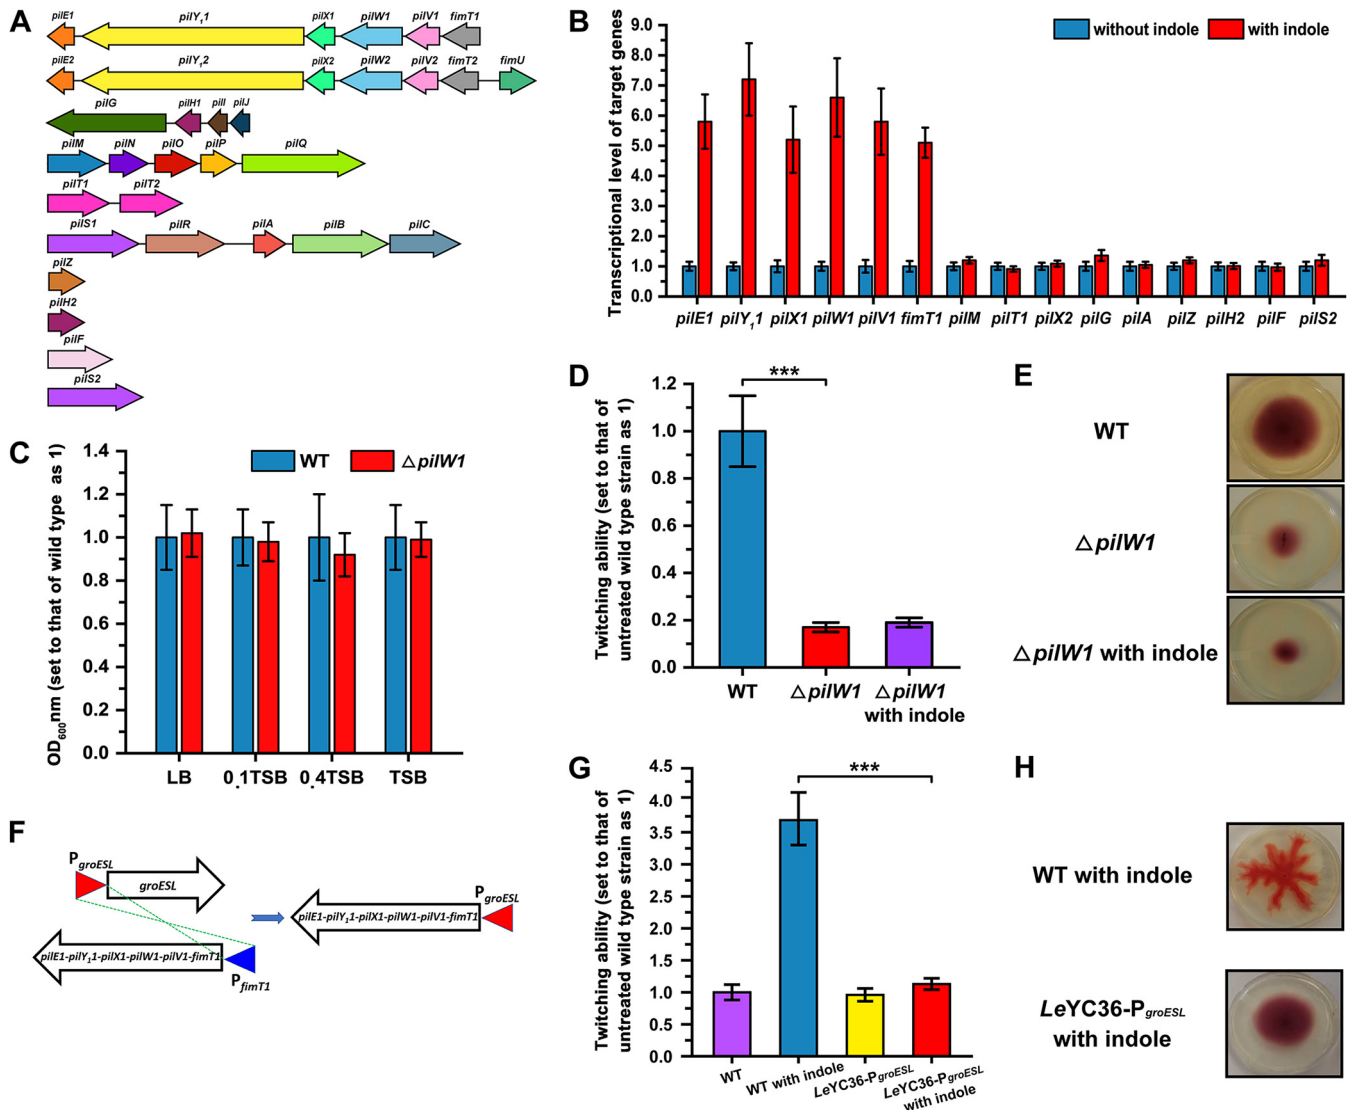 A
pilE1 pilY₁1 pilX1 pilW1 pilV1 fimT1
pilE2 pilY₁2 pilX2 pilW2 pilV2 fimT2 fimU
pilG pilH1 pilI pilJ
pilM pilN pilO pilP pilQ
pilT1 pilT2
pilS1 pilR pilA pilB pilC
pilZ
pilH2
pilF
pilS2
B
without indole with indole
Transcriptional level of target genes
9.0
8.0
7.0
6.0
5.0
4.0
3.0
2.0
1.0
0.0
pilE1 pilY₁1 pilX1 pilW1 pilV1 fimT1 pilM pilT1 pilX2 pilG pilA pilZ pilH2 pilF pilS2
C
WT △pilW1
OD₆₀₀nm (set to that of wild type as 1)
1.4
1.2
1.0
0.8
0.6
0.4
0.2
0.0
LB 0.1TSB 0.4TSB TSB
D
***
Twitching ability (set to that of
untreated wild type strain as 1)
1.2
1.0
0.8
0.6
0.4
0.2
0.0
WT △pilW1 △pilW1
with indole
E
WT
△pilW1
△pilW1 with indole
F
PgroESL
groESL
pilE1-pilY₁1-pilX1-pilW1-pilV1-fimT1
PfimT1
PgroESL
pilE1-pilY₁1-pilX1-pilW1-pilV1-fimT1
G
***
Twitching ability (set to that of
untreated wild type strain as 1)
4.5
4.0
3.5
3.0
2.5
2.0
1.5
1.0
0.5
0.0
WT
WT with indole
LeYC36-PgroESL
LeYC36-PgroESL
with indole
H
WT with indole
LeYC36-PgroESL
with indole